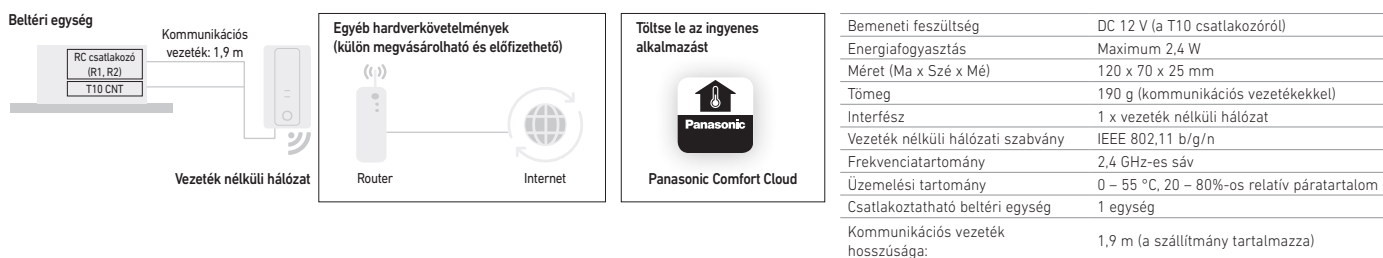 Beltéri egység
Kommunikációs
vezeték: 1,9 m
RC csatlakozó
(R1, R2)
T10 CNT
Vezeték nélküli hálózat
Egyéb hardverkövetelmények
(külön megvásárolható és előfizethető)
Router
Internet
Töltse le az ingyenes
alkalmazást
Panasonic
Panasonic Comfort Cloud
Bemeneti feszültség DC 12 V (a T10 csatlakozóról)
Energiafogyasztás Maximum 2,4 W
Méret (Ma x Szé x Mé) 120 x 70 x 25 mm
Tömeg 190 g (kommunikációs vezetékekkel)
Interfész 1 x vezeték nélküli hálózat
Vezeték nélküli hálózati szabvány IEEE 802,11 b/g/n
Frekvenciatartomány 2,4 GHz-es sáv
Üzemelési tartomány 0 – 55 °C, 20 – 80%-os relatív páratartalom
Csatlakoztatható beltéri egység 1 egység
Kommunikációs vezeték
hosszúsága: 1,9 m (a szállítmány tartalmazza)